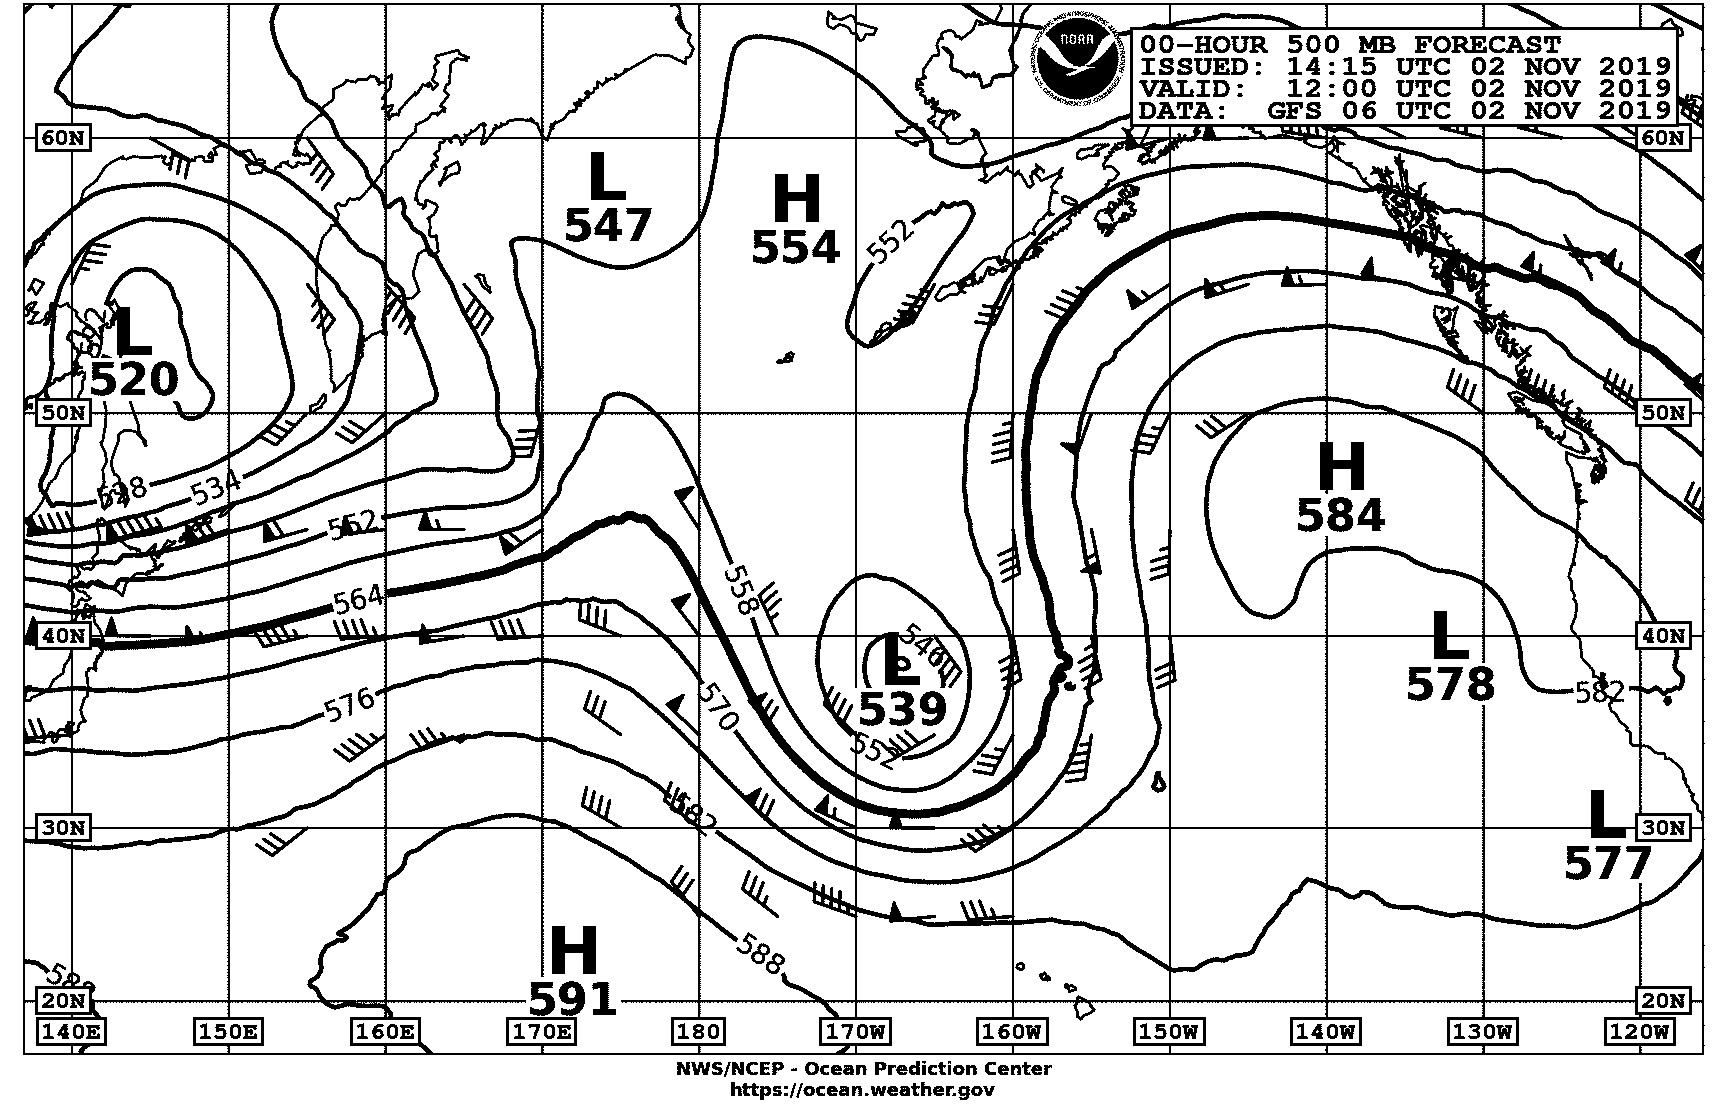 NOAA
00-HOUR 500 MB FORECAST
ISSUED: 14:15 UTC 02 NOV 2019
VALID: 12:00 UTC 02 NOV 2019
DATA: GFS 06 UTC 02 NOV 2019
60N
60N
L
547
H
554
552
L
520
50N
50N
H
584
528
534
552
558
564
40N
40N
546
L
539
L
578
582
570
576
552
582
L
577
30N
30N
H
591
588
20N
20N
140E
150E
160E
170E
180
170W
160W
150W
140W
130W
120W
NWS/NCEP - Ocean Prediction Center
https://ocean.weather.gov